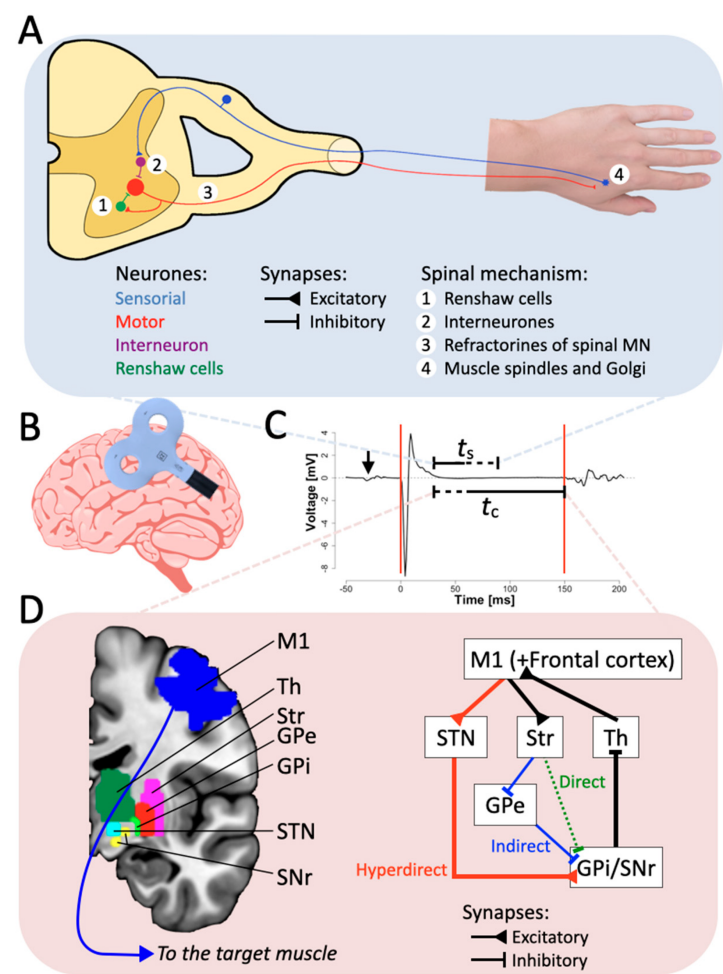 A
1
2
3
4
Neurones:
Sensorial
Motor
Interneuron
Renshaw cells
Synapses:
Excitatory
Inhibitory
Spinal mechanism:
1 Renshaw cells
2 Interneurones
3 Refractorines of spinal MN
4 Muscle spindles and Golgi
B
C
Voltage [mV]
4
2
0
-2
-4
-6
-8
ts
tc
-50 0 50 100 150 200
Time [ms]
D
M1
Th
Str
GPe
GPi
STN
SNr
To the target muscle
M1 (+Frontal cortex)
STN Str Th
Direct
GPe
Indirect
Hyperdirect
GPi/SNr
Synapses:
Excitatory
Inhibitory